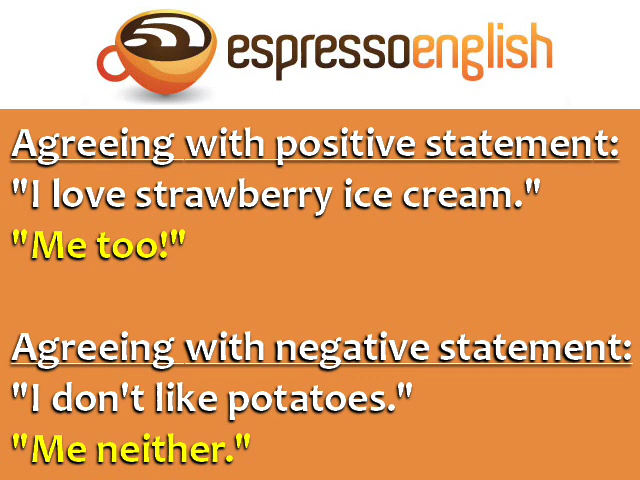 espressoenglish
Agreeing with positive statement:
"I love strawberry ice cream."
"Me too!"
Agreeing with negative statement:
"I don't like potatoes."
"Me neither."